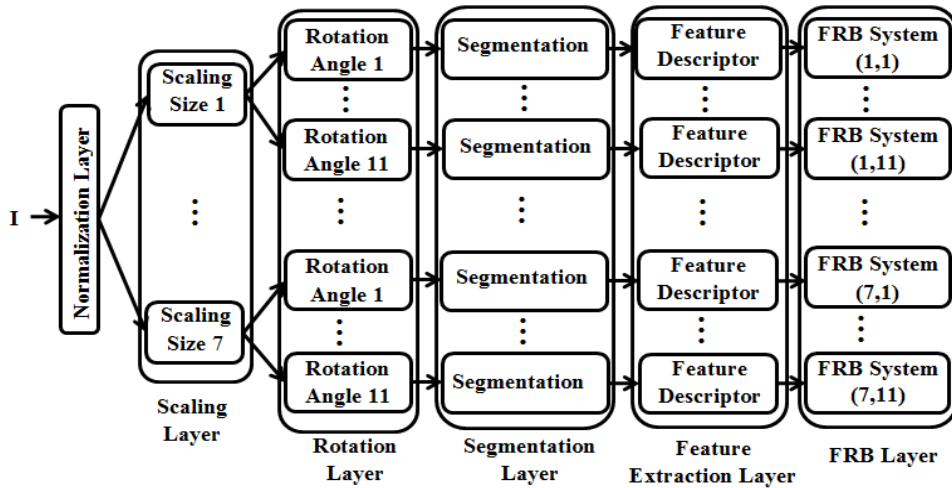 I
Normalization Layer
Scaling
Size 1
⋮
Scaling
Size 7
Scaling
Layer
Rotation
Angle 1
⋮
Rotation
Angle 11
⋮
Rotation
Angle 1
⋮
Rotation
Angle 11
Rotation
Layer
Segmentation
⋮
Segmentation
⋮
Segmentation
⋮
Segmentation
Segmentation
Layer
Feature
Descriptor
⋮
Feature
Descriptor
⋮
Feature
Descriptor
⋮
Feature
Descriptor
Feature
Extraction Layer
FRB System
(1,1)
⋮
FRB System
(1,11)
⋮
FRB System
(7,1)
⋮
FRB System
(7,11)
FRB Layer